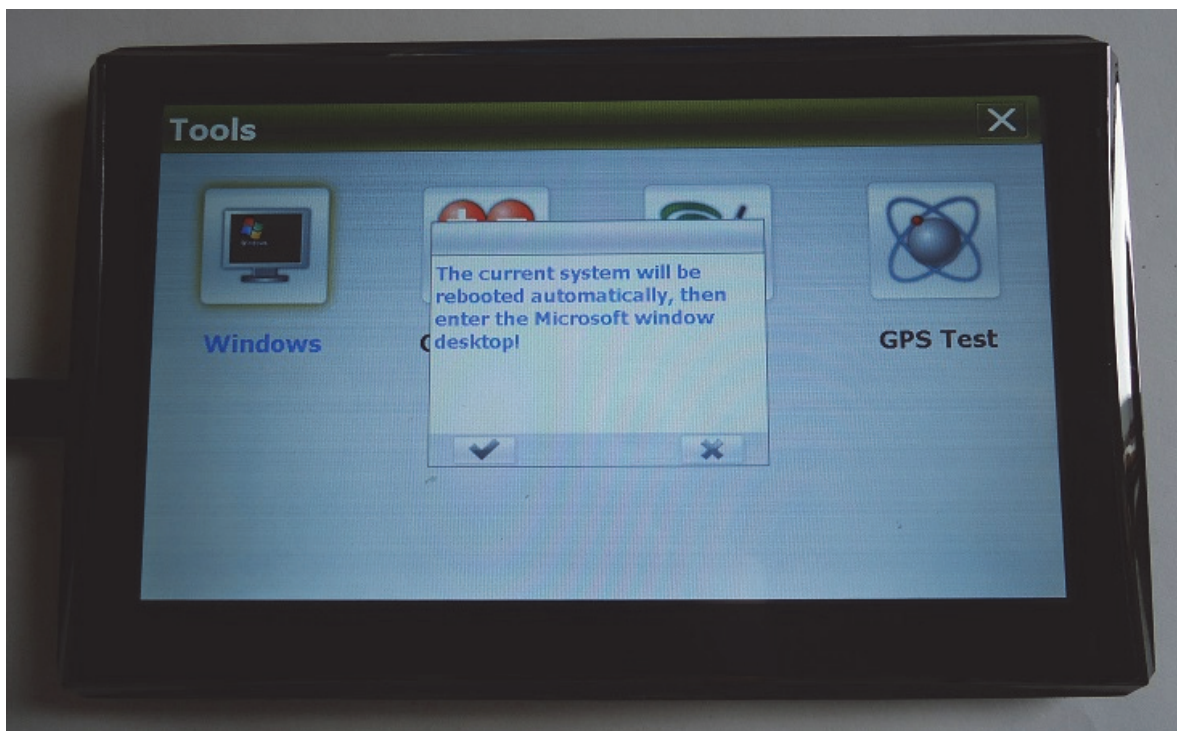 Tools
The current system will be
rebooted automatically, then
enter the Microsoft window
desktop!
Windows
GPS Test